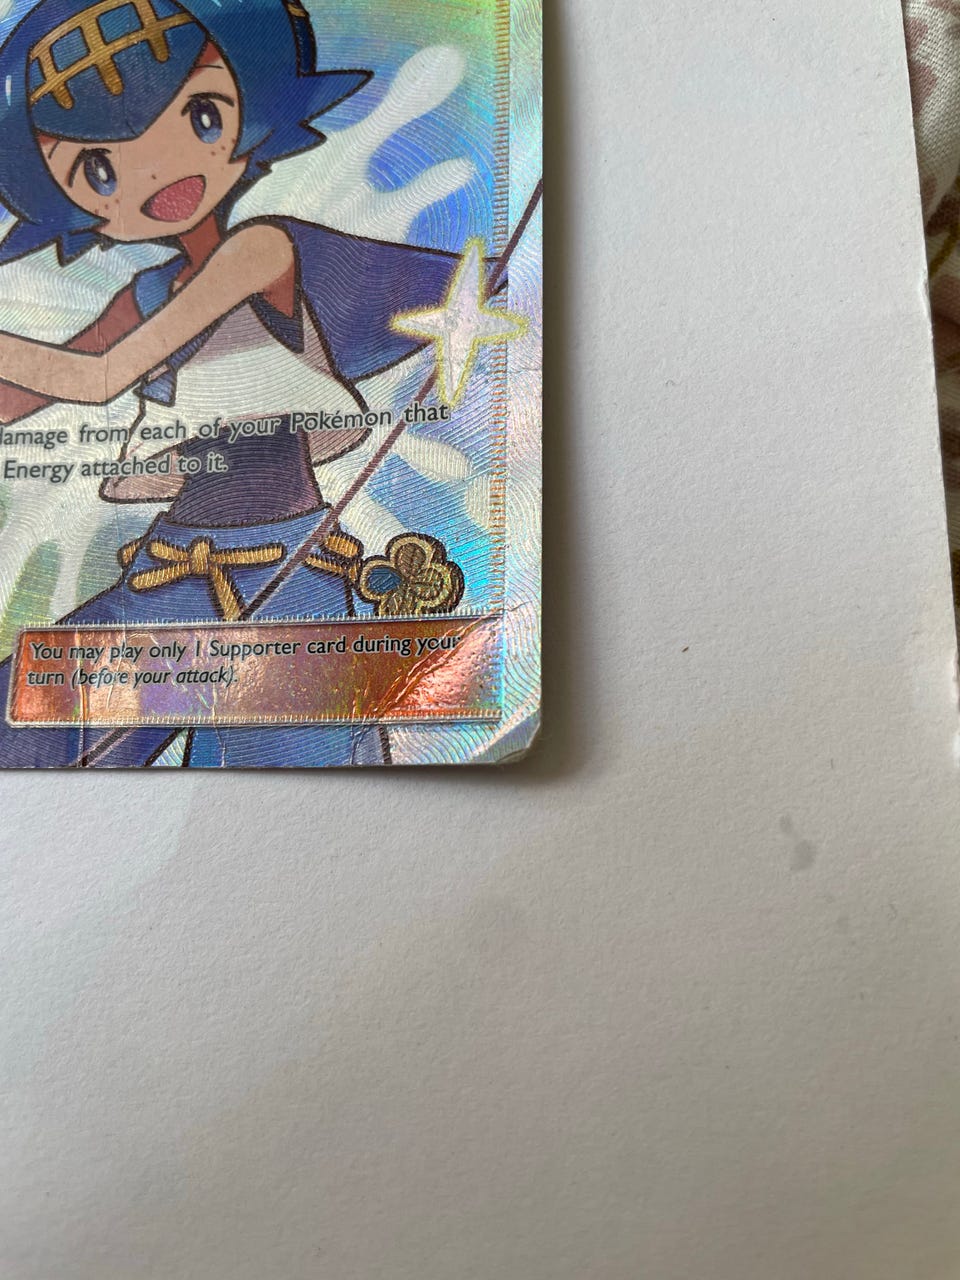 damage from each of your Pokémon that
Energy attached to it.
You may play only 1 Supporter card during your
turn (before your attack).